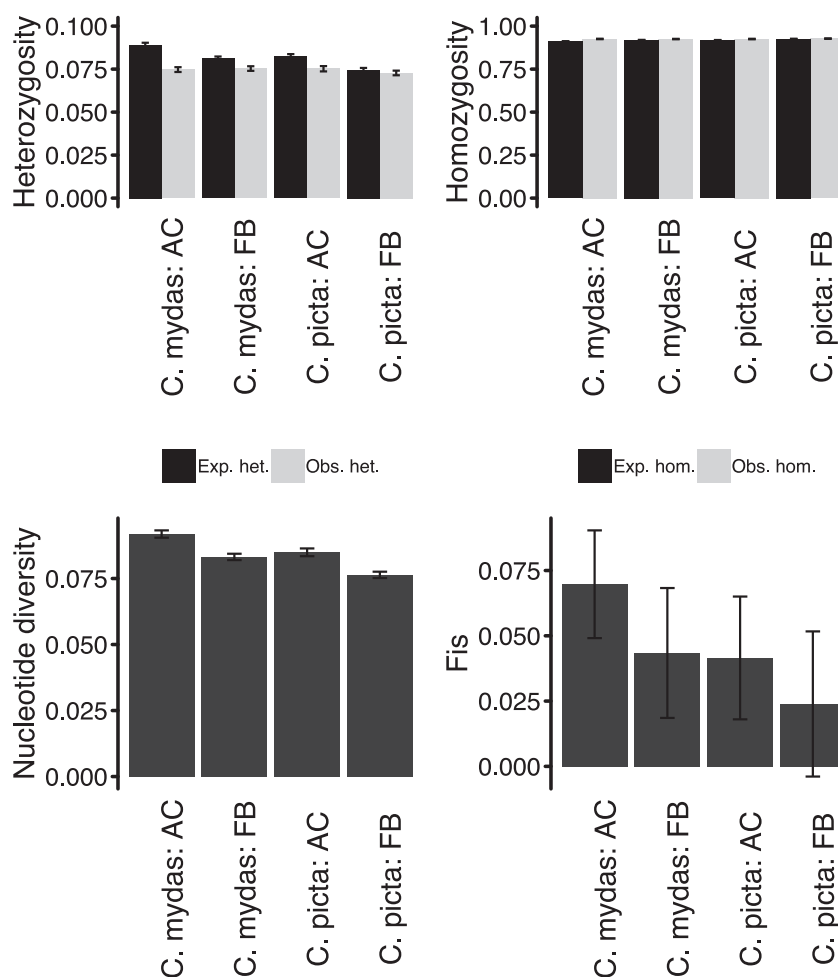 Heterozygosity
0.100
0.075
0.050
0.025
0.000
C. mydas: AC
C. mydas: FB
C. picta: AC
C. picta: FB
Exp. het.
Obs. het.
Homozygosity
1.00
0.75
0.50
0.25
0.00
C. mydas: AC
C. mydas: FB
C. picta: AC
C. picta: FB
Exp. hom.
Obs. hom.
Nucleotide diversity
0.075
0.050
0.025
0.000
C. mydas: AC
C. mydas: FB
C. picta: AC
C. picta: FB
Fis
0.075
0.050
0.025
0.000
C. mydas: AC
C. mydas: FB
C. picta: AC
C. picta: FB